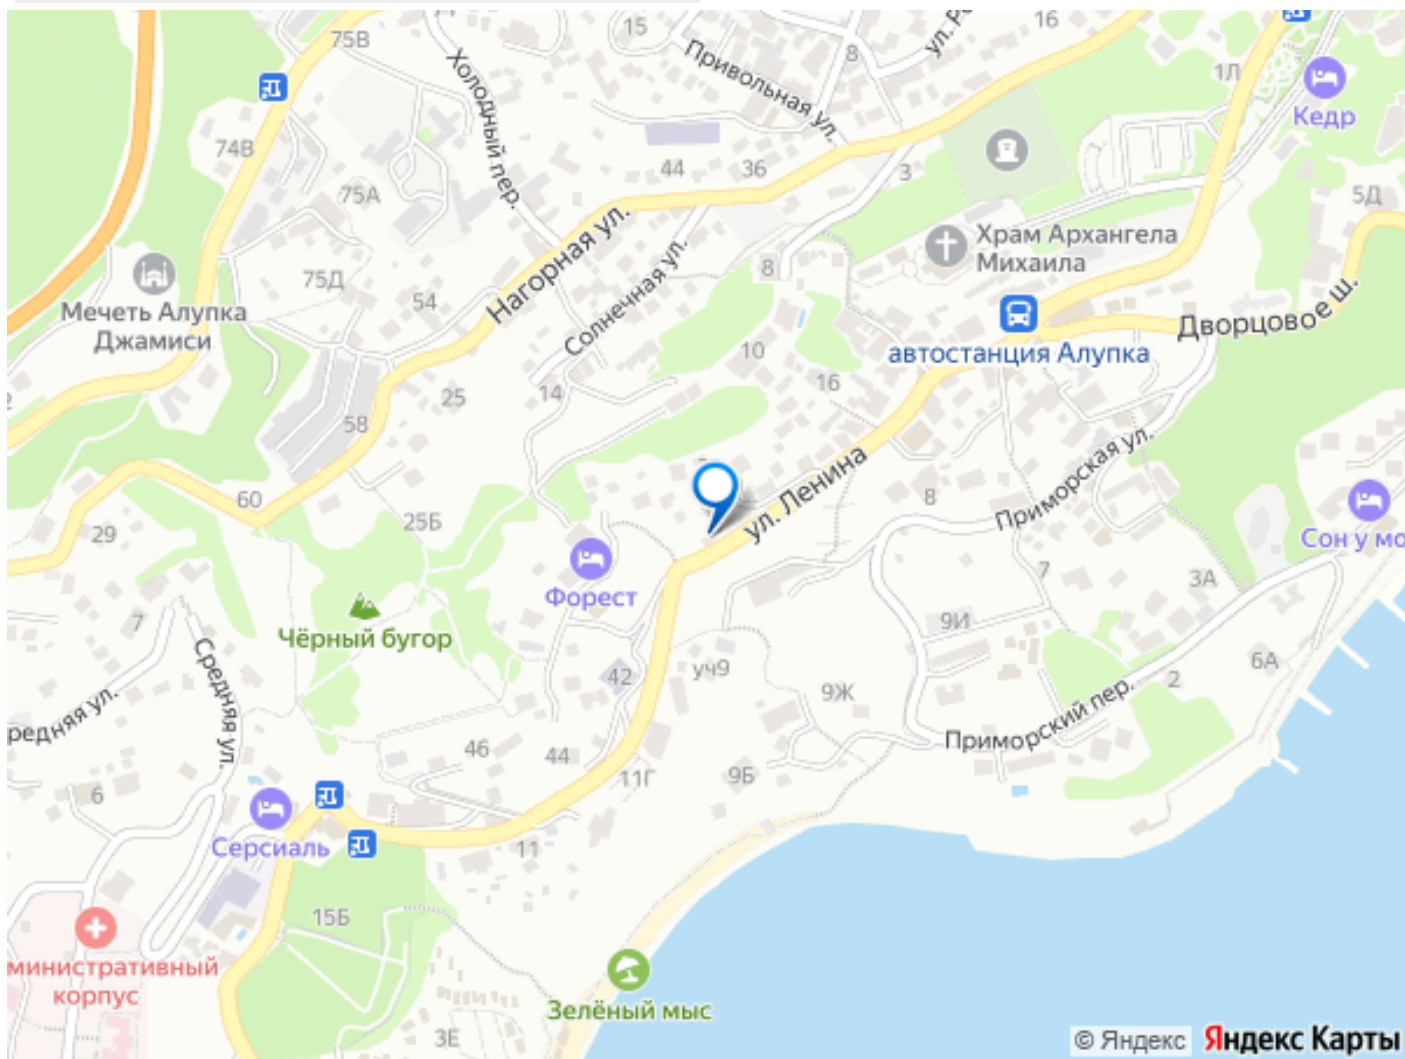 75В
15
16
ул. Р
8
Привольная ул.
Холодный пер.
1Л
Кедр
74В
44
36
3
75А
5Д
Храм Архангела
Михаила
Нагорная ул.
Солнечная ул.
8
75Д
54
Мечеть Алупка
Джамиси
Дворцовое ш.
автостанция Алупка
10
16
14
25
58
Приморская ул.
ул. Ленина
60
8
25Б
29
Сон у мо
Форест
7
3А
Чёрный бугор
7
9И
Средняя ул.
42
уч9
6А
2
9Ж
редняя ул.
Приморский пер.
46
44
11Г
9Б
6
Серсиаль
11
15Б
министративный
корпус
Зелёный мыс
3Е
© Яндекс Яндекс Карты